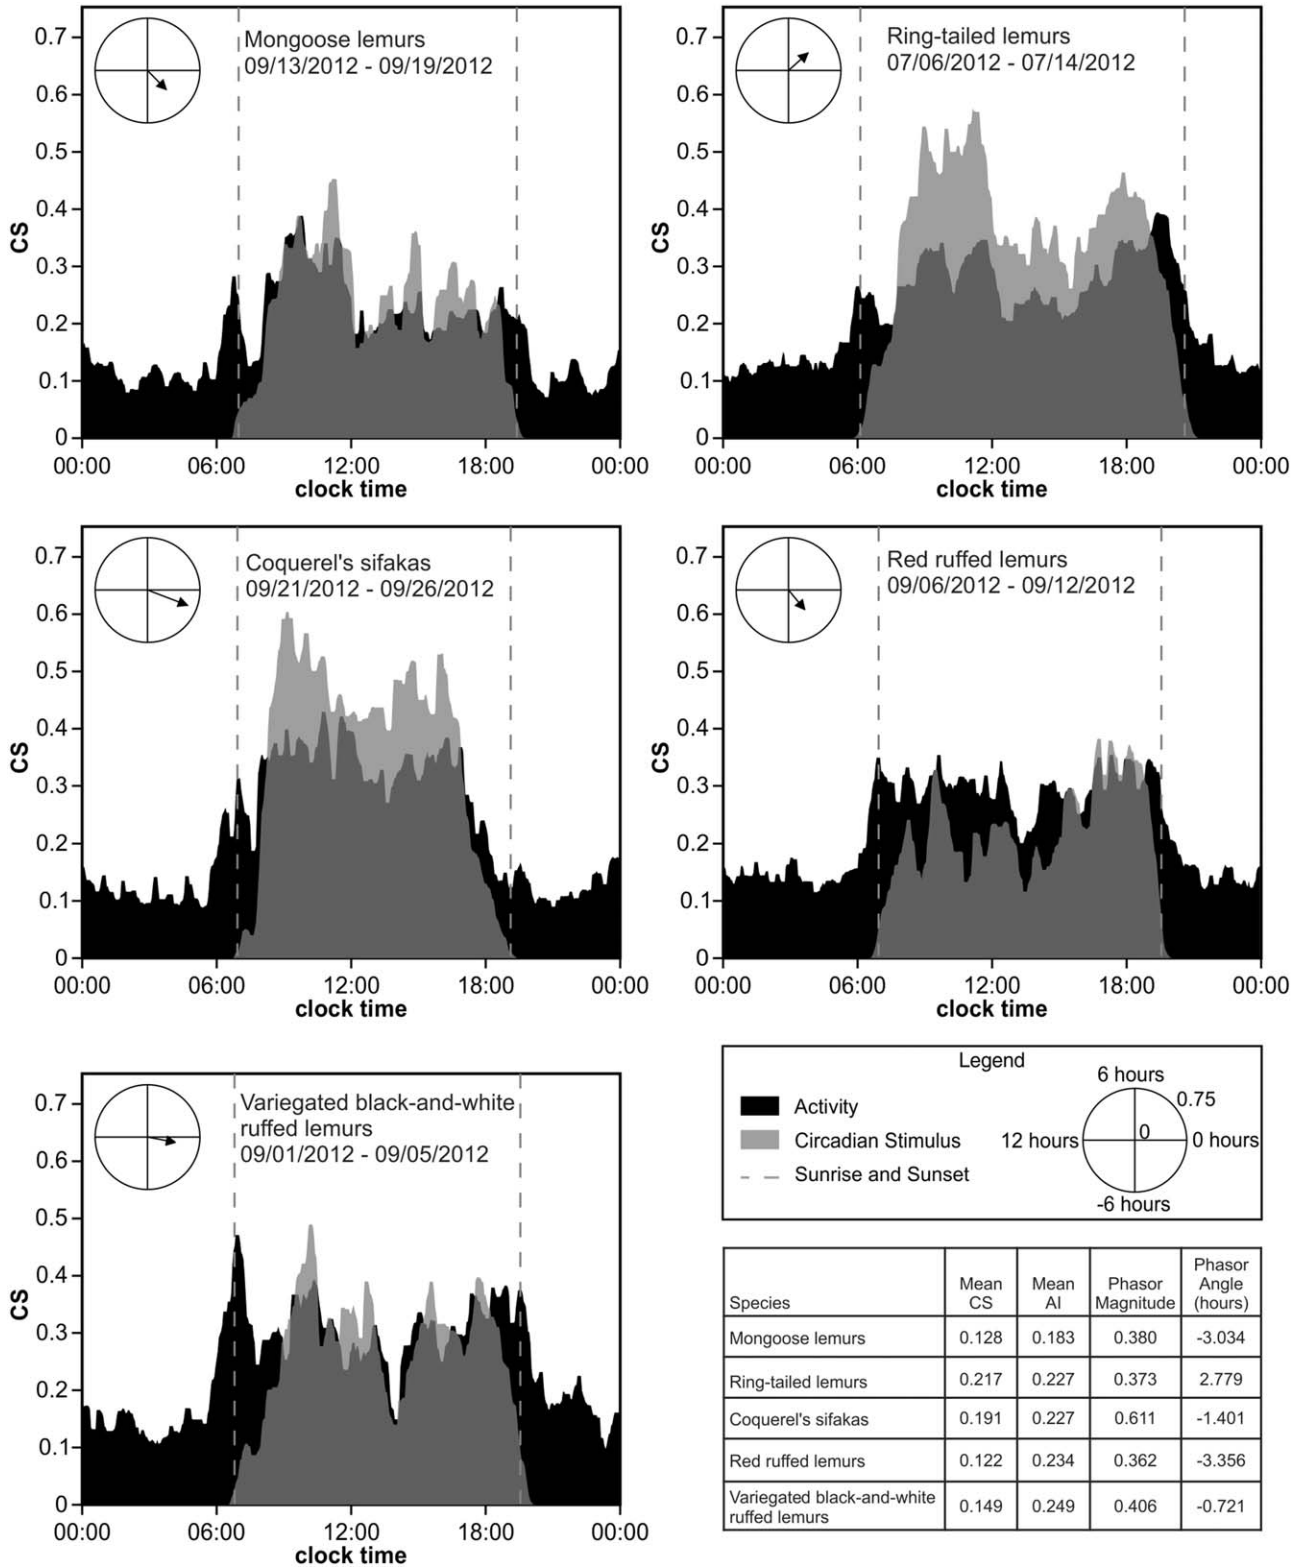 Mongoose lemurs
09/13/2012 - 09/19/2012
CS
0.7
0.6
0.5
0.4
0.3
0.2
0.1
0
00:00 06:00 12:00 18:00 00:00
clock time
Ring-tailed lemurs
07/06/2012 - 07/14/2012
CS
0.7
0.6
0.5
0.4
0.3
0.2
0.1
0
00:00 06:00 12:00 18:00 00:00
clock time
Coquerel's sifakas
09/21/2012 - 09/26/2012
CS
0.7
0.6
0.5
0.4
0.3
0.2
0.1
0
00:00 06:00 12:00 18:00 00:00
clock time
Red ruffed lemurs
09/06/2012 - 09/12/2012
CS
0.7
0.6
0.5
0.4
0.3
0.2
0.1
0
00:00 06:00 12:00 18:00 00:00
clock time
Variegated black-and-white
ruffed lemurs
09/01/2012 - 09/05/2012
CS
0.7
0.6
0.5
0.4
0.3
0.2
0.1
0
00:00 06:00 12:00 18:00 00:00
clock time
Legend
Activity
Circadian Stimulus
Sunrise and Sunset
6 hours
0.75
12 hours 0 0 hours
-6 hours
Species Mean CS Mean AI Phasor Magnitude Phasor Angle (hours)
Mongoose lemurs 0.128 0.183 0.380 -3.034
Ring-tailed lemurs 0.217 0.227 0.373 2.779
Coquerel's sifakas 0.191 0.227 0.611 -1.401
Red ruffed lemurs 0.122 0.234 0.362 -3.356
Variegated black-and-white
ruffed lemurs 0.149 0.249 0.406 -0.721